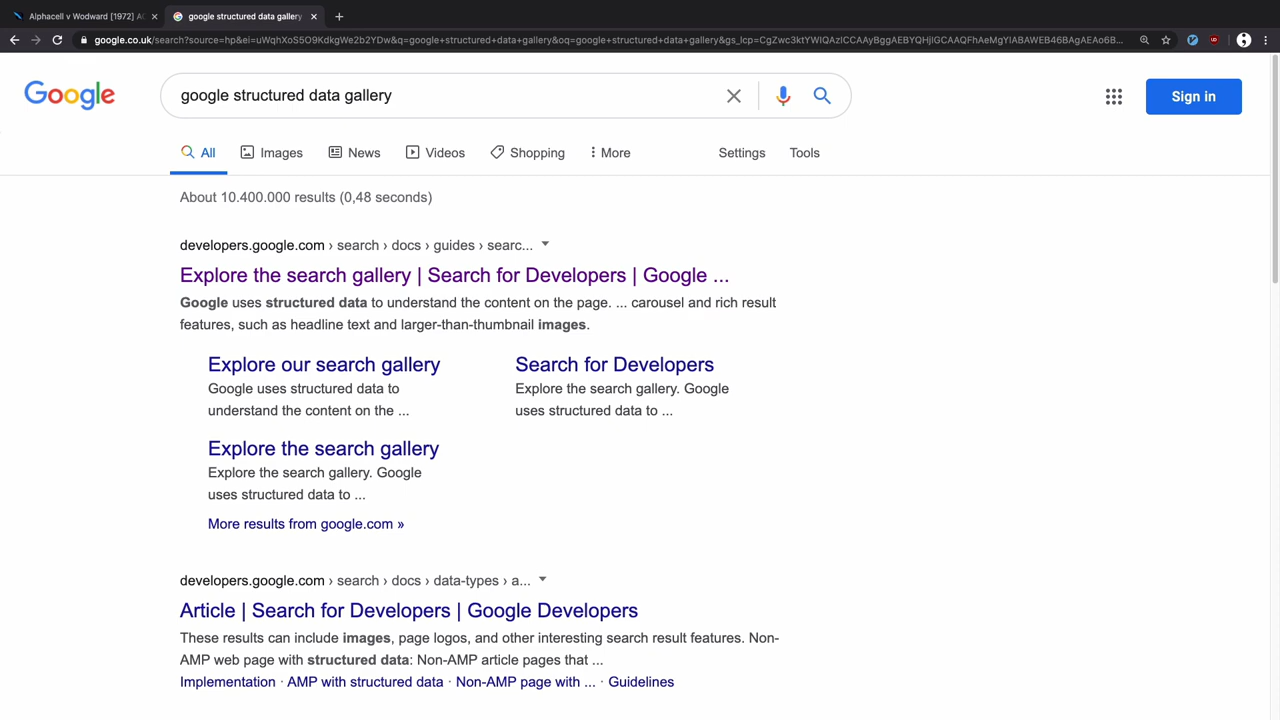 Alphacell v Wodward [1972] A
google structured data gallery
google.co.uk/search?source=hp&ei=uWqhXoS5O9KdkgWe2b2YDw&q=google+structured+data+gallery&oq=google+structured+data+gallery&gs_lcp=CgZwc3ktYWIQAzICCAAyBggAEBYQHjIGCAAQFhAeMgYIABAWEB46BAgAEAo6B...
Google
google structured data gallery
Sign in
All
Images
News
Videos
Shopping
More
Settings
Tools
About 10.400.000 results (0,48 seconds)
developers.google.com › search › docs › guides › searc...
Explore the search gallery | Search for Developers | Google ...
Google uses structured data to understand the content on the page. ... carousel and rich result
features, such as headline text and larger-than-thumbnail images.
Explore our search gallery
Google uses structured data to
understand the content on the ...
Search for Developers
Explore the search gallery. Google
uses structured data to ...
Explore the search gallery
Explore the search gallery. Google
uses structured data to ...
More results from google.com »
developers.google.com › search › docs › data-types › a...
Article | Search for Developers | Google Developers
These results can include images, page logos, and other interesting search result features. Non-
AMP web page with structured data: Non-AMP article pages that ...
Implementation · AMP with structured data · Non-AMP page with ... · Guidelines